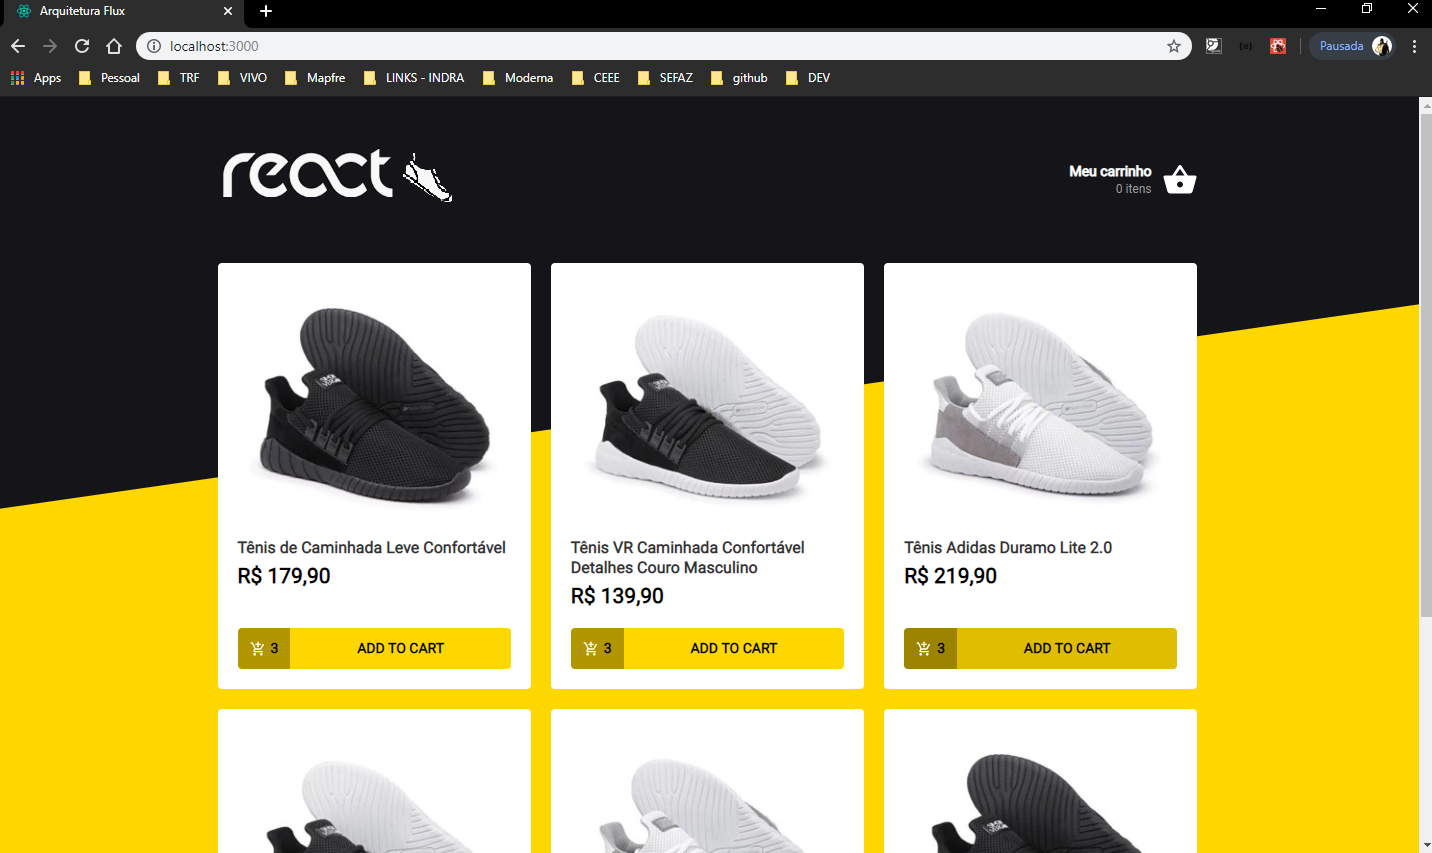 Arquitetura Flux
localhost:3000
Pausada
Apps Pessoal TRF VIVO Mapfre LINKS - INDRA Moderna CEEE SEFAZ github DEV
react
Meu carrinho
0 itens
Tênis de Caminhada Leve Confortável
R$ 179,90
3 ADD TO CART
Tênis VR Caminhada Confortável
Detalhes Couro Masculino
R$ 139,90
3 ADD TO CART
Tênis Adidas Duramo Lite 2.0
R$ 219,90
3 ADD TO CART